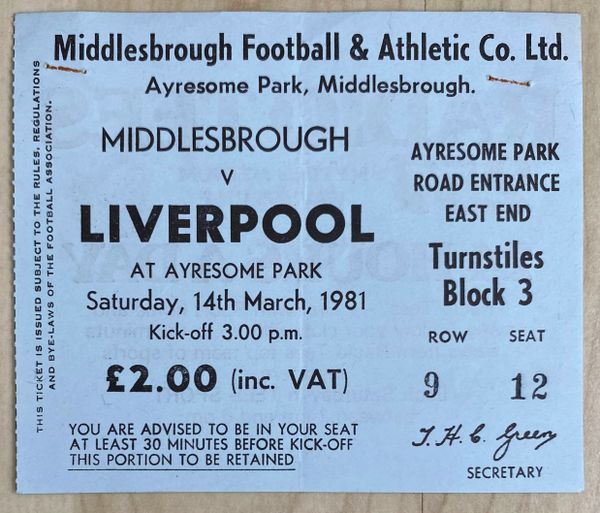 Middlesbrough Football & Athletic Co. Ltd.
Ayresome Park, Middlesbrough.
MIDDLESBROUGH
V
LIVERPOOL
AT AYRESOME PARK
Saturday, 14th March, 1981
Kick-off 3.00 p.m.
£2.00 (inc. VAT)
YOU ARE ADVISED TO BE IN YOUR SEAT
AT LEAST 30 MINUTES BEFORE KICK-OFF
THIS PORTION TO BE RETAINED
AYRESOME PARK
ROAD ENTRANCE
EAST END
Turnstiles
Block 3
ROW SEAT
9 12
T. H. C. Green
SECRETARY
THIS TICKET IS ISSUED SUBJECT TO THE RULES, REGULATIONS
AND BYE-LAWS OF THE FOOTBALL ASSOCIATION.